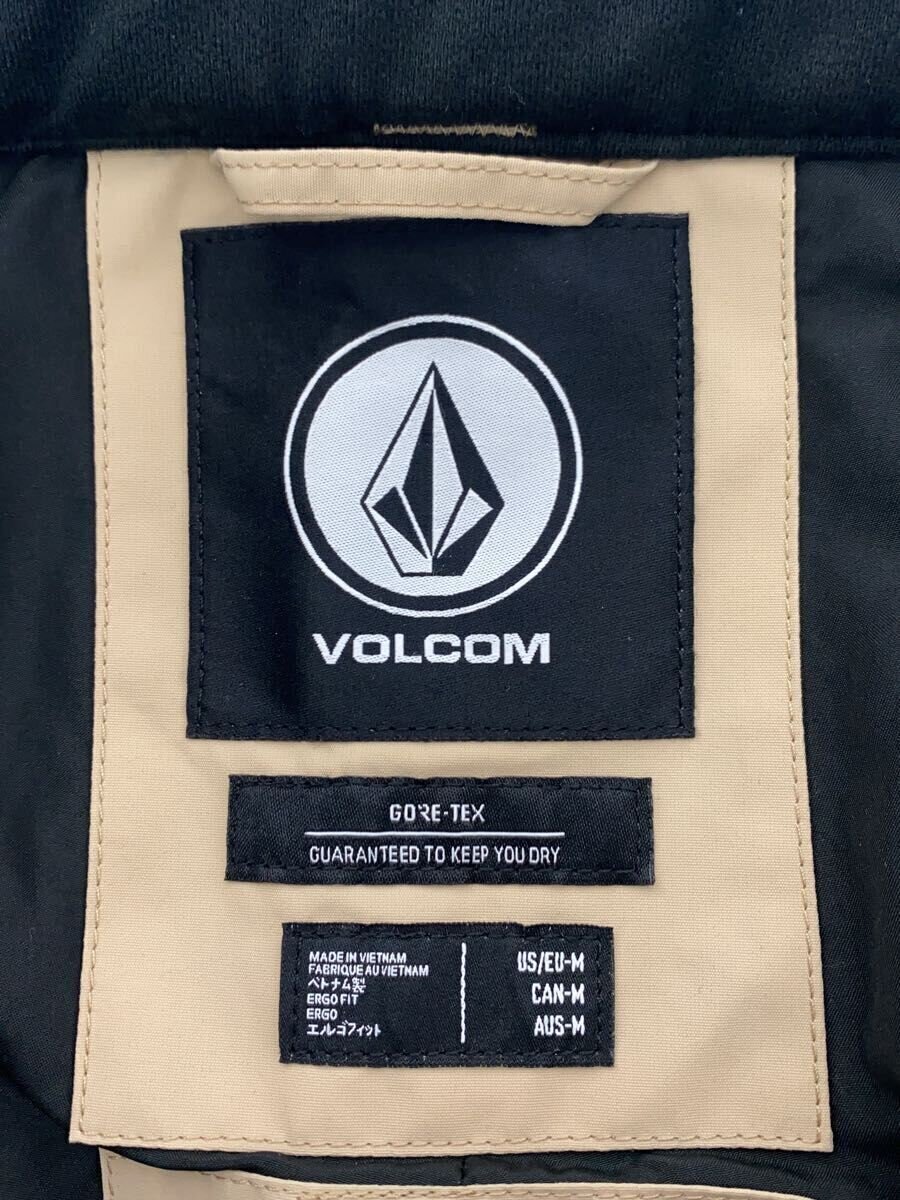 VOLCOM
GORE-TEX
GUARANTEED TO KEEP YOU DRY
MADE IN VIETNAM
FABRIQUE AU VIETNAM
ベトナム製
ERGO FIT
ERGO
エルゴフィット
US/EU-M
CAN-M
AUS-M